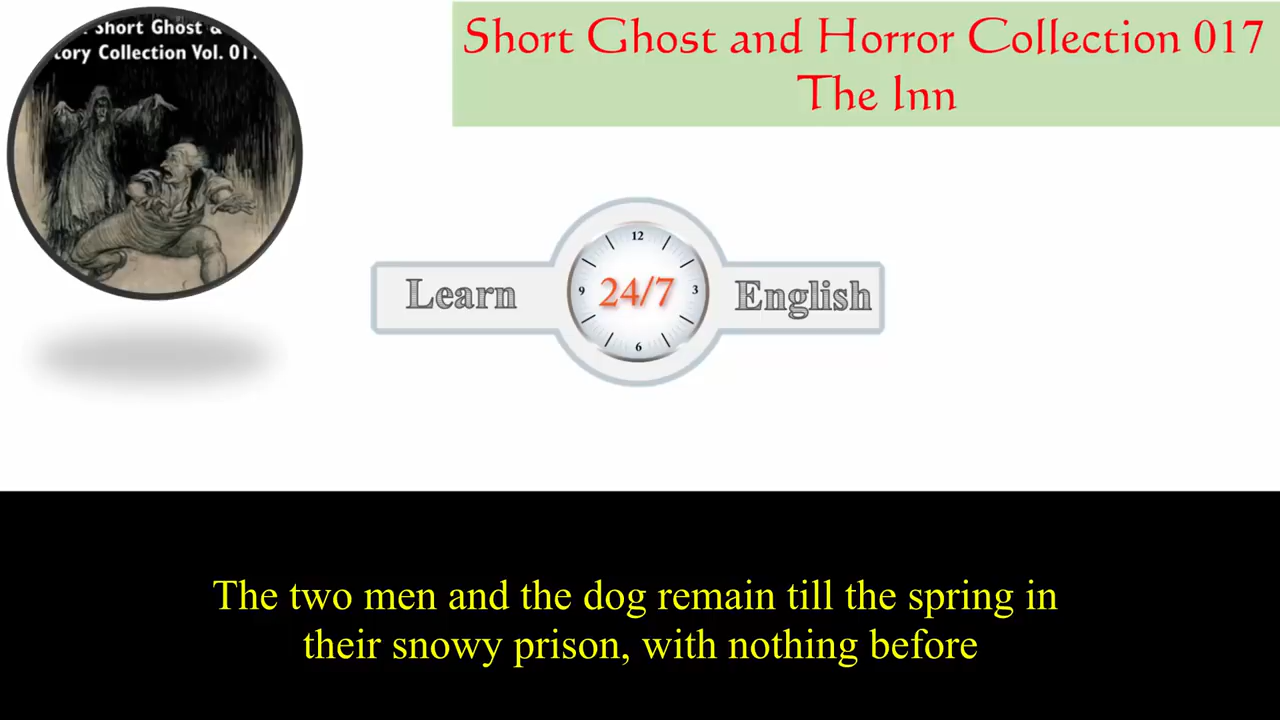 Short Ghost &
tory Collection Vol. 01
Short Ghost and Horror Collection 017
The Inn
Learn 24/7 English
12
3
6
9
The two men and the dog remain till the spring in
their snowy prison, with nothing before